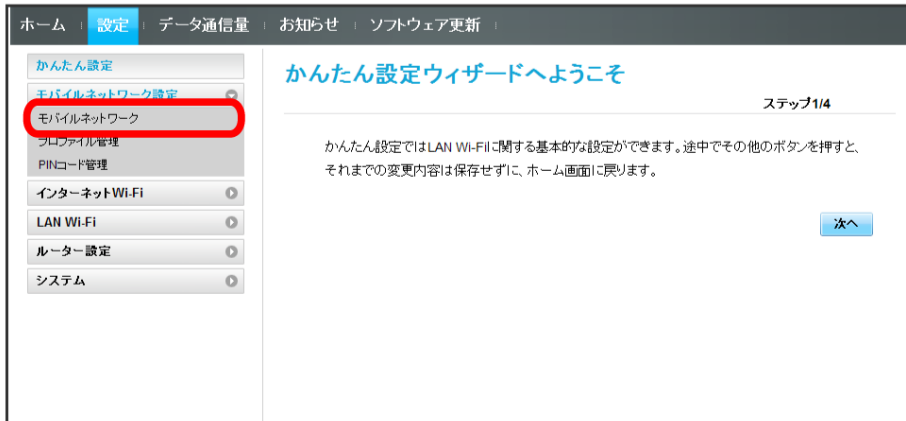 ホーム 設定 データ通信量 お知らせ ソフトウェア更新
かんたん設定
モバイルネットワーク設定
モバイルネットワーク
プロファイル管理
PINコード管理
インターネットWi-Fi
LAN Wi-Fi
ルーター設定
システム
かんたん設定ウィザードへようこそ
ステップ1/4
かんたん設定ではLAN Wi-Fiに関する基本的な設定ができます。途中でその他のボタンを押すと、
それまでの変更内容は保存せずに、ホーム画面に戻ります。
次へ